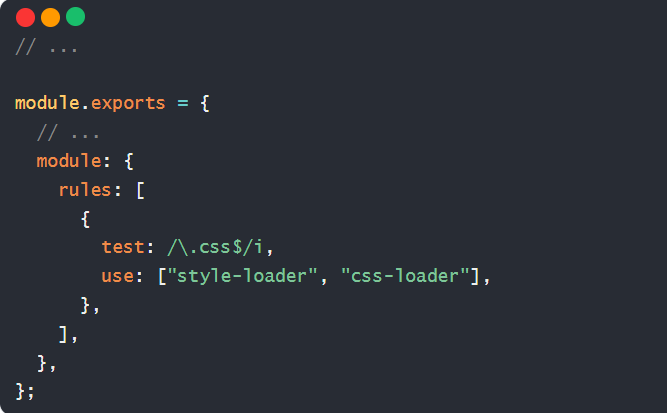 // ...

module.exports = {
  // ...
  module: {
    rules: [
      {
        test: /\.css$/i,
        use: ["style-loader", "css-loader"],
      },
    ],
  },
};